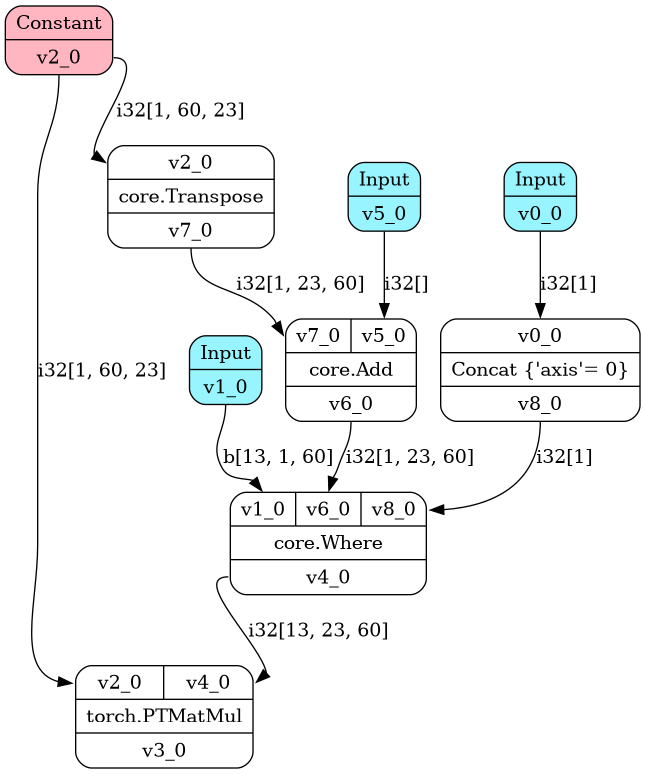 Constant
v2_0
i32[1, 60, 23]
v2_0
core.Transpose
v7_0
Input
v5_0
Input
v0_0
i32[1, 23, 60]
i32[]
i32[1]
i32[1, 60, 23]
Input
v1_0
v7_0 v5_0
core.Add
v6_0
v0_0
Concat {'axis'= 0}
v8_0
b[13, 1, 60]
i32[1, 23, 60]
i32[1]
v1_0 v6_0 v8_0
core.Where
v4_0
i32[13, 23, 60]
v2_0 v4_0
torch.PTMatMul
v3_0